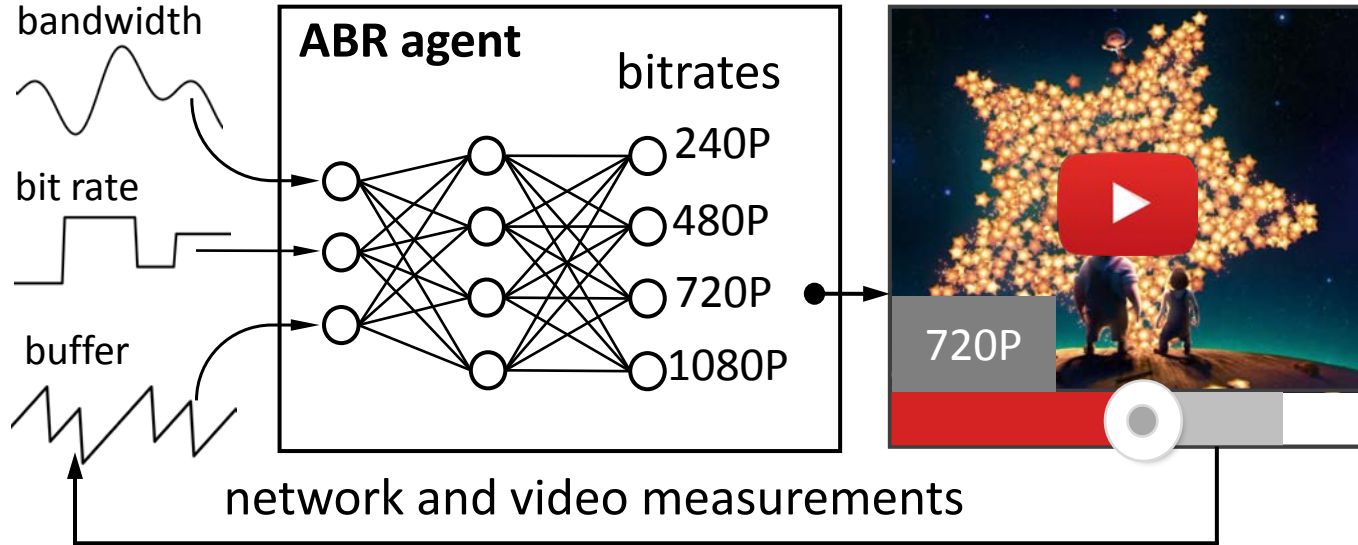 bandwidth
ABR agent
bitrates
240P
bit rate
480P
720P
buffer
1080P
720P
network and video measurements